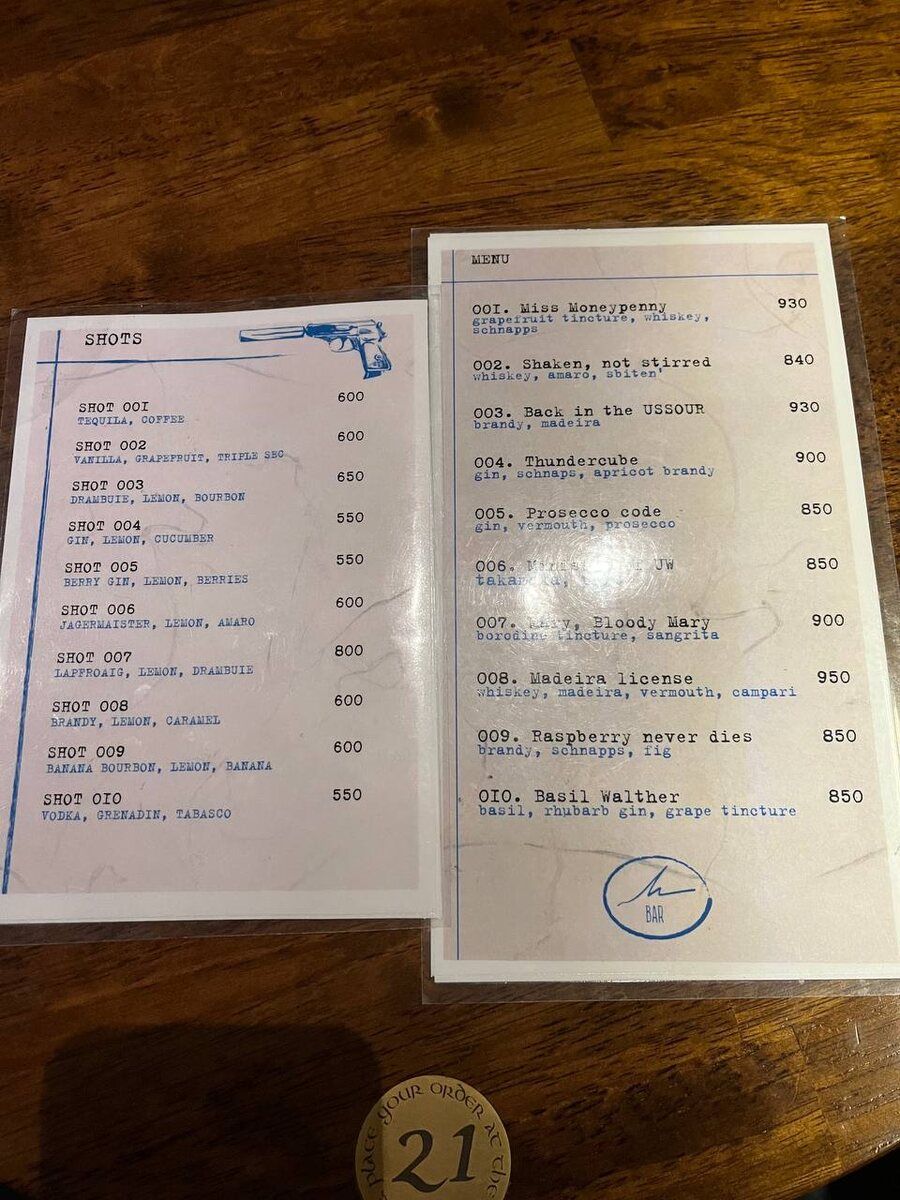 SHOTS
SHOT 001 600
TEQUILA, COFFEE
SHOT 002 600
VANILLA, GRAPEFRUIT, TRIPLE SEC
SHOT 003 650
DRAMBUIE, LEMON, BOURBON
SHOT 004 550
GIN, LEMON, CUCUMBER
SHOT 005 550
BERRY GIN, LEMON, BERRIES
SHOT 006 600
JAGERMAISTER, LEMON, AMARO
SHOT 007 800
LAPFROAIG, LEMON, DRAMBUIE
SHOT 008 600
BRANDY, LEMON, CARAMEL
SHOT 009 600
BANANA BOURBON, LEMON, BANANA
SHOT 010 550
VODKA, GRENADIN, TABASCO
MENU
001. Miss Moneypenny 930
grapefruit tincture, whiskey,
schnapps
002. Shaken, not stirred 840
whiskey, amaro, sbiten'
003. Back in the USSOUR 930
brandy, madeira
004. Thundercube 900
gin, schnaps, apricot brandy
005. Prosecco code 850
gin, vermouth, prosecco
006. 850
007. Mary, Bloody Mary 900
borodino tincture, sangrita
008. Madeira license 950
whiskey, madeira, vermouth, campari
009. Raspberry never dies 850
brandy, schnapps, fig
010. Basil Walther 850
basil, rhubarb gin, grape tincture
BAR
PLACE YOUR ORDER AT the
21